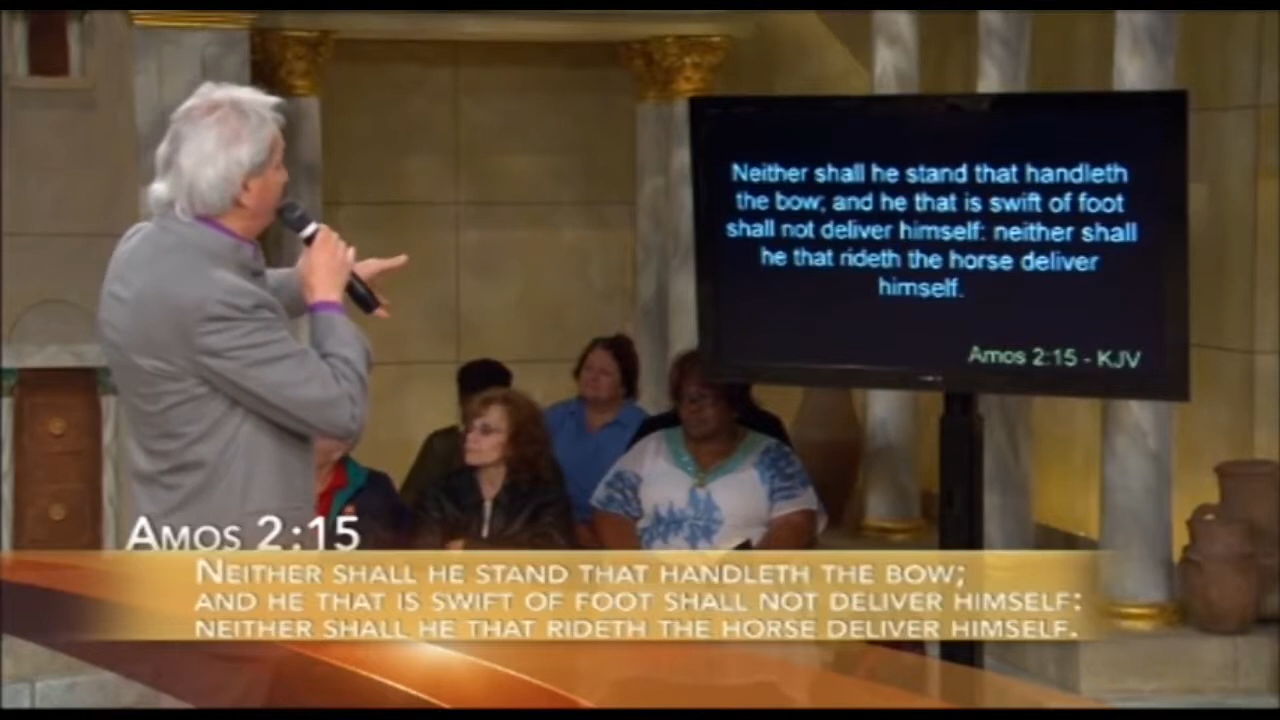 Neither shall he stand that handleth
the bow; and he that is swift of foot
shall not deliver himself: neither shall
he that rideth the horse deliver
himself.
Amos 2:15 - KJV
AMOS 2:15
NEITHER SHALL HE STAND THAT HANDLETH THE BOW;
AND HE THAT IS SWIFT OF FOOT SHALL NOT DELIVER HIMSELF:
NEITHER SHALL HE THAT RIDETH THE HORSE DELIVER HIMSELF.